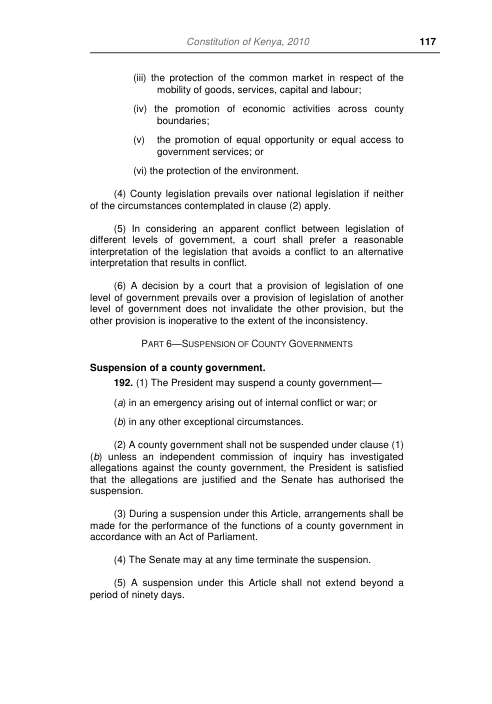 Constitution of Kenya, 2010 117
(iii) the protection of the common market in respect of the
mobility of goods, services, capital and labour;
(iv) the promotion of economic activities across county
boundaries;
(v) the promotion of equal opportunity or equal access to
government services; or
(vi) the protection of the environment.
(4) County legislation prevails over national legislation if neither
of the circumstances contemplated in clause (2) apply.
(5) In considering an apparent conflict between legislation of
different levels of government, a court shall prefer a reasonable
interpretation of the legislation that avoids a conflict to an alternative
interpretation that results in conflict.
(6) A decision by a court that a provision of legislation of one
level of government prevails over a provision of legislation of another
level of government does not invalidate the other provision, but the
other provision is inoperative to the extent of the inconsistency.
PART 6—SUSPENSION OF COUNTY GOVERNMENTS
Suspension of a county government.
192. (1) The President may suspend a county government—
(a) in an emergency arising out of internal conflict or war; or
(b) in any other exceptional circumstances.
(2) A county government shall not be suspended under clause (1)
(b) unless an independent commission of inquiry has investigated
allegations against the county government, the President is satisfied
that the allegations are justified and the Senate has authorised the
suspension.
(3) During a suspension under this Article, arrangements shall be
made for the performance of the functions of a county government in
accordance with an Act of Parliament.
(4) The Senate may at any time terminate the suspension.
(5) A suspension under this Article shall not extend beyond a
period of ninety days.